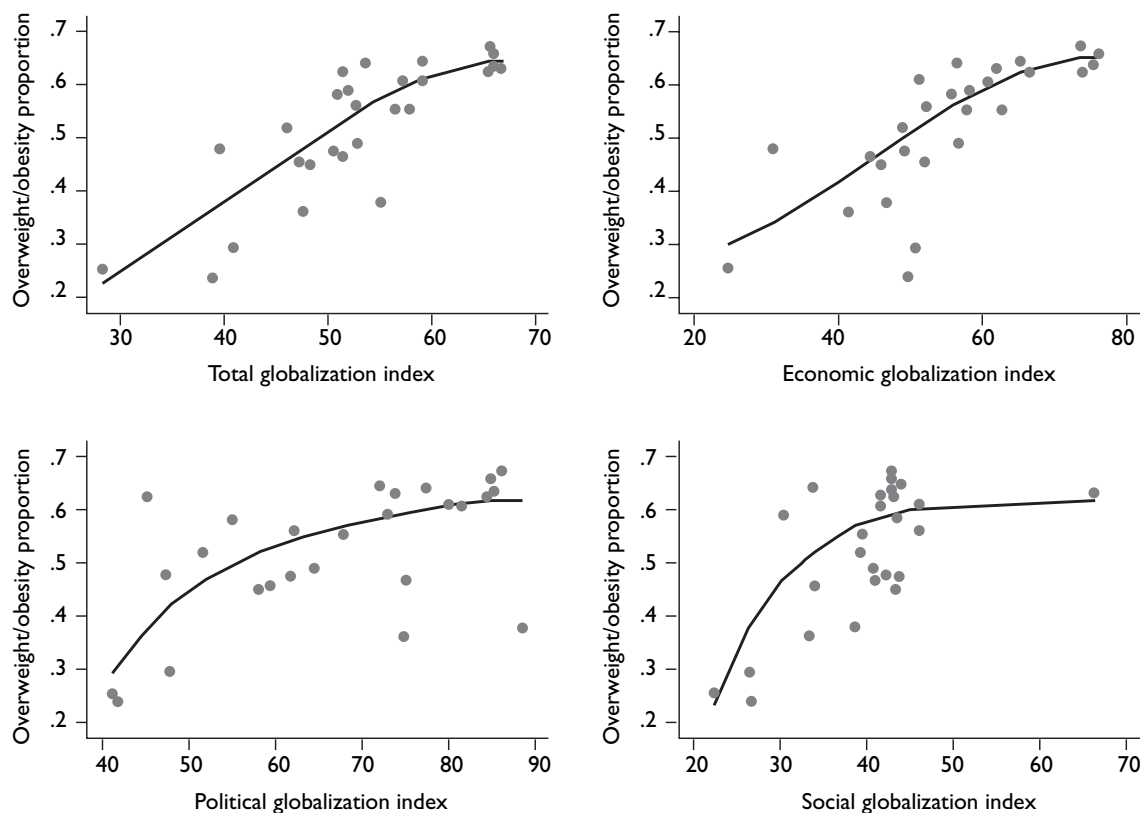 Overweight/obesity proportion
.7
.6
.5
.4
.3
.2
30 40 50 60 70
Total globalization index
Overweight/obesity proportion
.7
.6
.5
.4
.3
.2
20 40 60 80
Economic globalization index
Overweight/obesity proportion
.7
.6
.5
.4
.3
.2
40 50 60 70 80 90
Political globalization index
Overweight/obesity proportion
.7
.6
.5
.4
.3
.2
20 30 40 50 60 70
Social globalization index